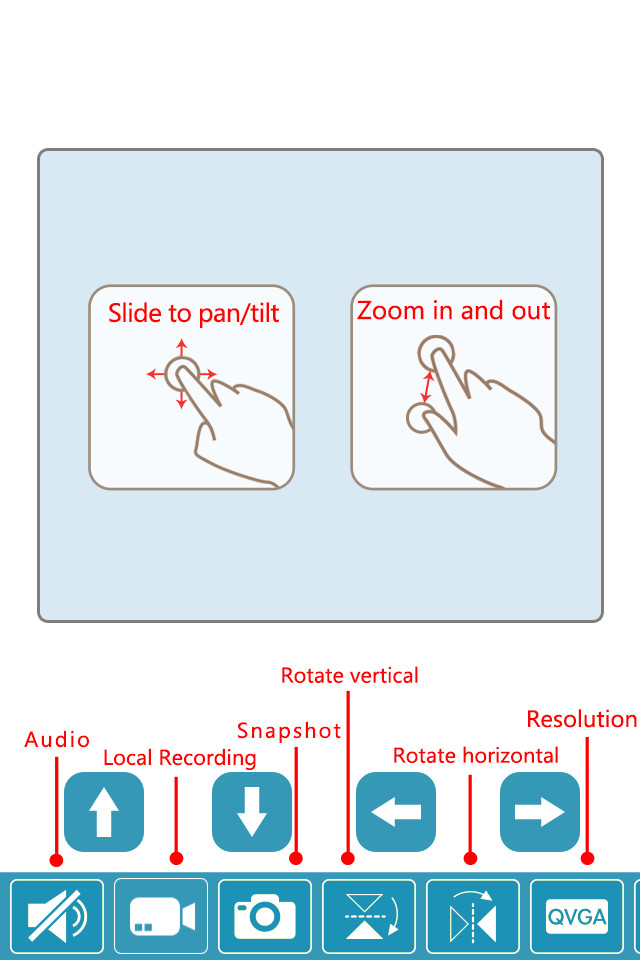 Slide to pan/tilt
Zoom in and out
Rotate vertical
Resolution
Audio
Snapshot
Local Recording
Rotate horizontal
QVGA